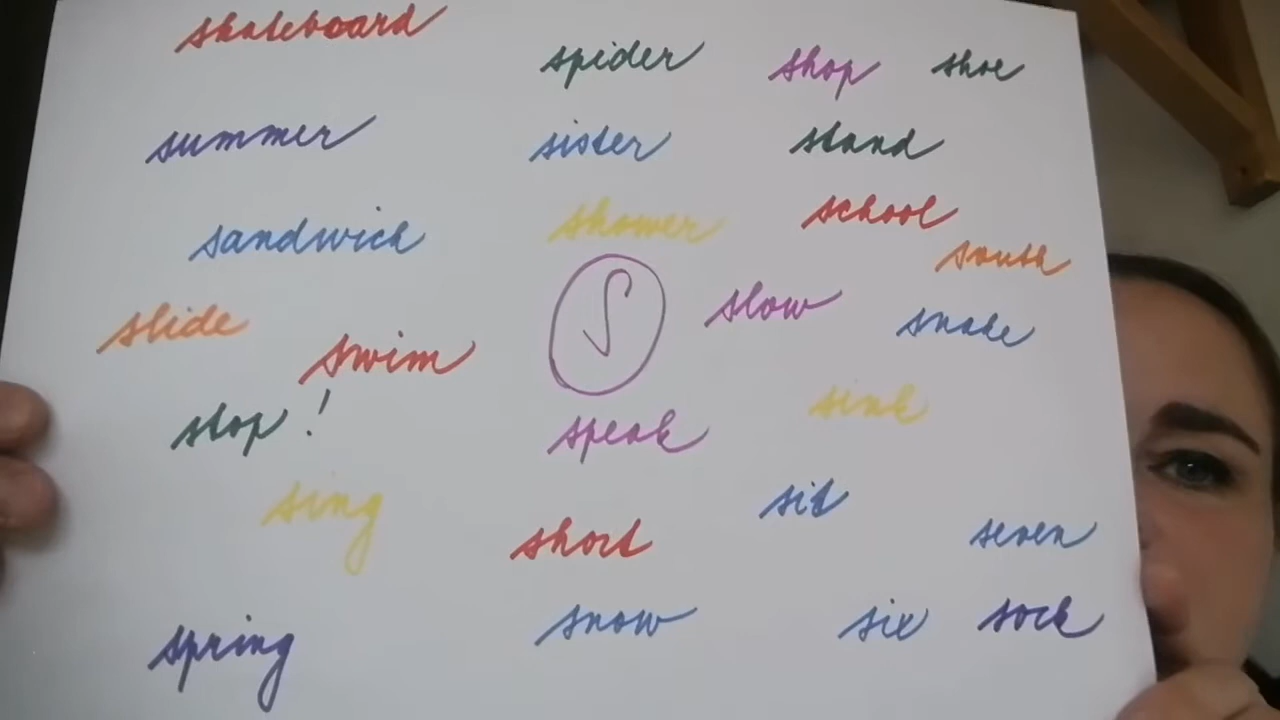 skateboard
spider shop shoe
summer sister stand
sandwich shower school
south
slide swim S slow snake
stop! speak sink
sing short sit seven
spring snow six sock